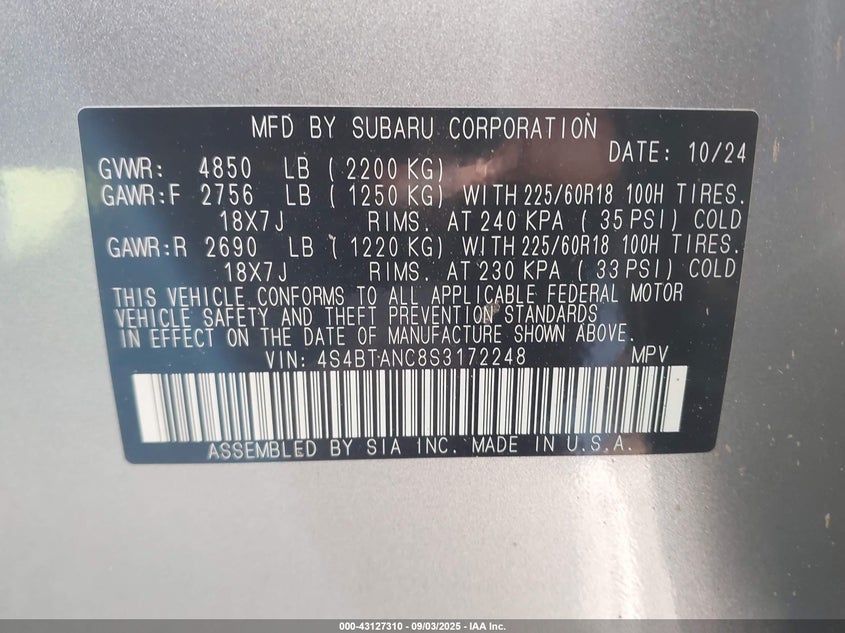 MFD BY SUBARU CORPORATION
DATE: 10/24
GVWR: 4850 LB ( 2200 KG)
GAWR:F 2756 LB ( 1250 KG) WITH 225/60R18 100H TIRES.
18X7J RIMS. AT 240 KPA ( 35 PSI) COLD
GAWR:R 2690 LB ( 1220 KG) WITH 225/60R18 100H TIRES.
18X7J RIMS. AT 230 KPA ( 33 PSI) COLD
THIS VEHICLE CONFORMS TO ALL APPLICABLE FEDERAL MOTOR
VEHICLE SAFETY AND THEFT PREVENTION STANDARDS
IN EFFECT ON THE DATE OF MANUFACTURE SHOWN ABOVE.
VIN: 4S4BTANC8S3172248 MPV
ASSEMBLED BY SIA INC. MADE IN U.S.A.
000-43127310 - 09/03/2025 - IAA Inc.